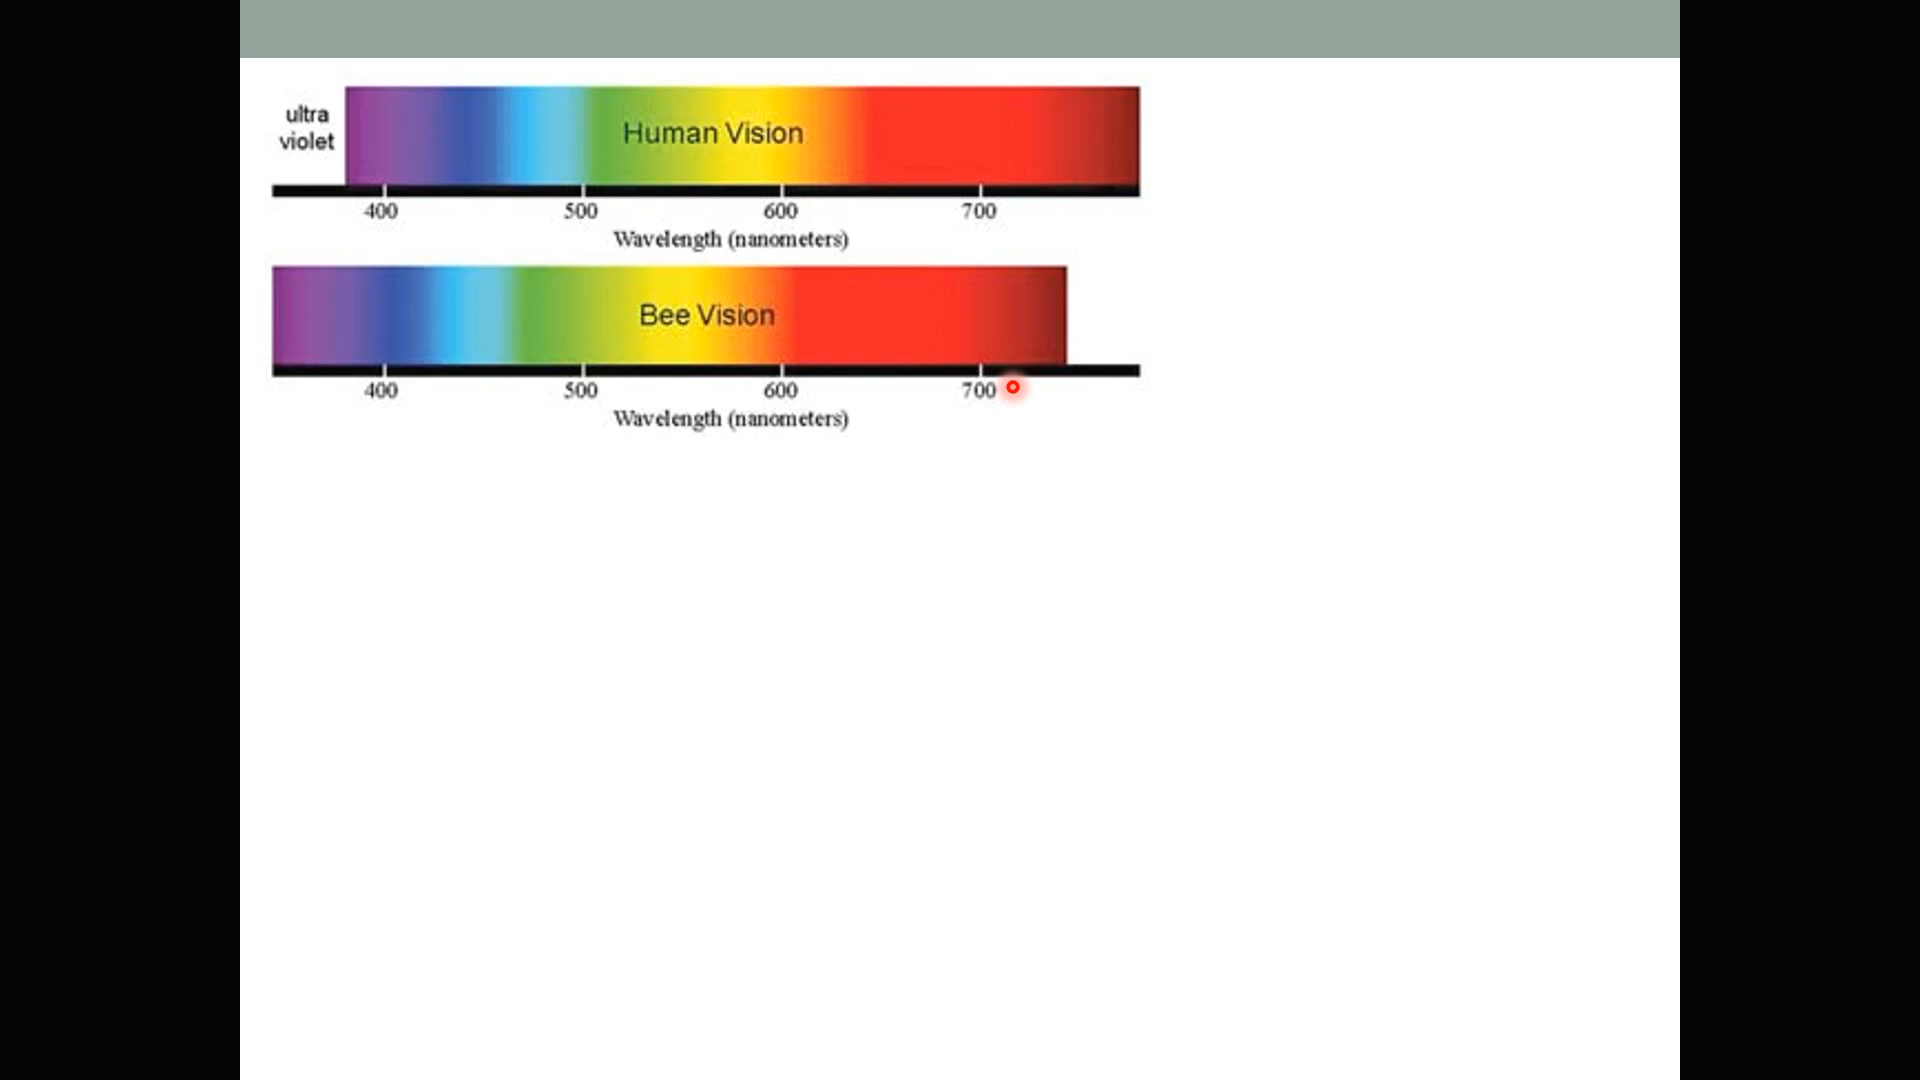 ultra
violet
Human Vision
400 500 600 700
Wavelength (nanometers)
Bee Vision
400 500 600 700
Wavelength (nanometers)